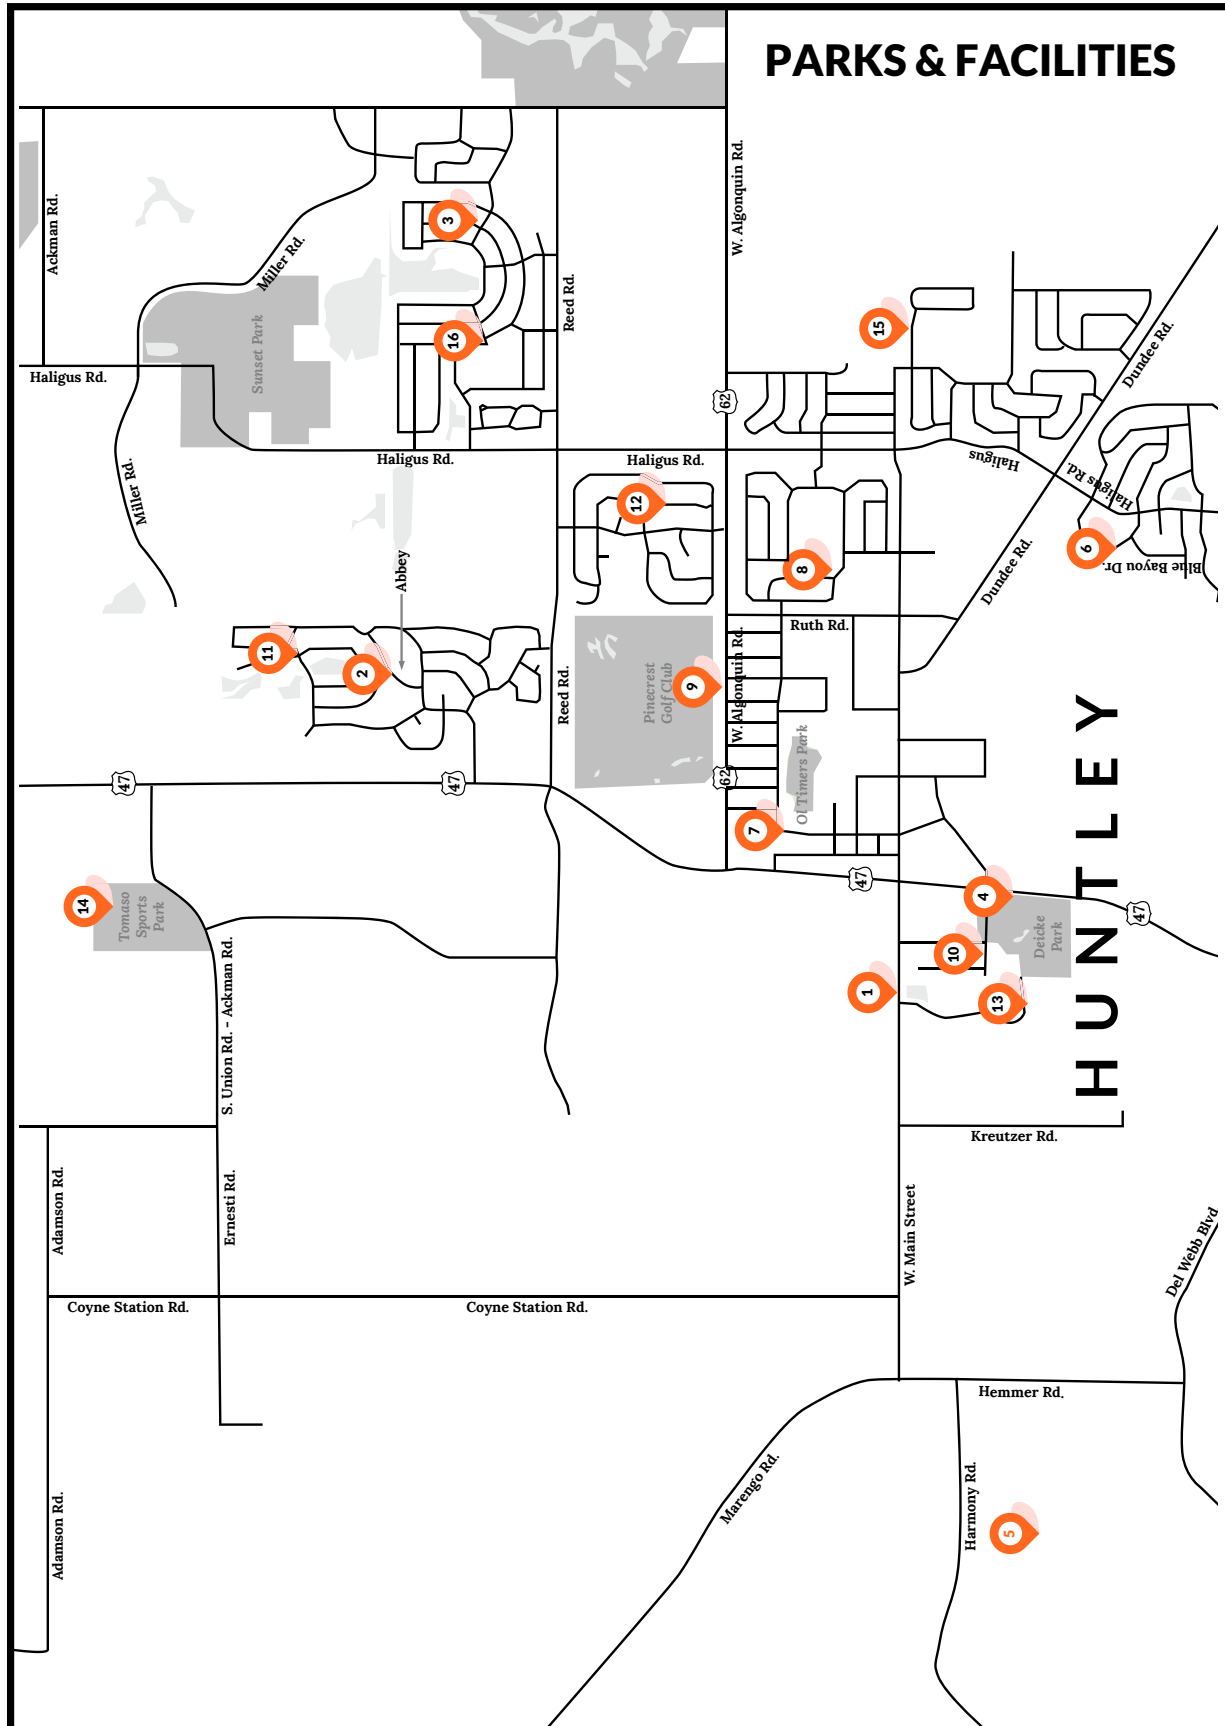 PARKS & FACILITIES
Ackman Rd.
W. Algonquin Rd.
3
Miller Rd.
Reed Rd.
15
16
Sunset Park
Dundee Rd.
Haligus Rd.
62
Haligus Rd.
Haligus Rd.
Haligus
Haligus Rd.
Miller Rd.
12
6
Abbey
8
Dundee Rd.
Blue Bayou Dr.
Ruth Rd.
11
2
9
Pinecrest
Golf Club
W. Algonquin Rd.
Reed Rd.
47
47
62
Ol Timers Park
7
47
4
14
Tomaso
Sports
Park
47
10
Deicke
Park
HUNTLEY
1
13
S. Union Rd. - Ackman Rd.
Kreutzer Rd.
Adamson Rd.
Ernesti Rd.
W. Main Street
Del Webb Blvd
Coyne Station Rd.
Coyne Station Rd.
Hemmer Rd.
Marengo Rd.
Harmony Rd.
5
Adamson Rd.